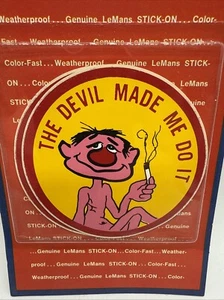 Weatherproof . . . Genuine LeMans STICK-ON . . . Color-
Fast . . . Weatherproof . . . Genuine LeMans STICK-ON . . .
Color-Fast . . . Weatherproof . . . Genuine LeMans
THE DEVIL MADE ME DO IT
Genuine LeMans STICK-ON . . . Color-Fast . . . Weather-
proof . . . Genuine LeMans STICK-ON . . . Color-Fast . . .
Weatherproof . . . Genuine LeMans STICK-ON . . . Color-